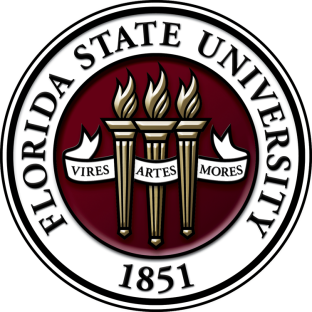 FLORIDA STATE UNIVERSITY
VIRES ARTES MORES
1851